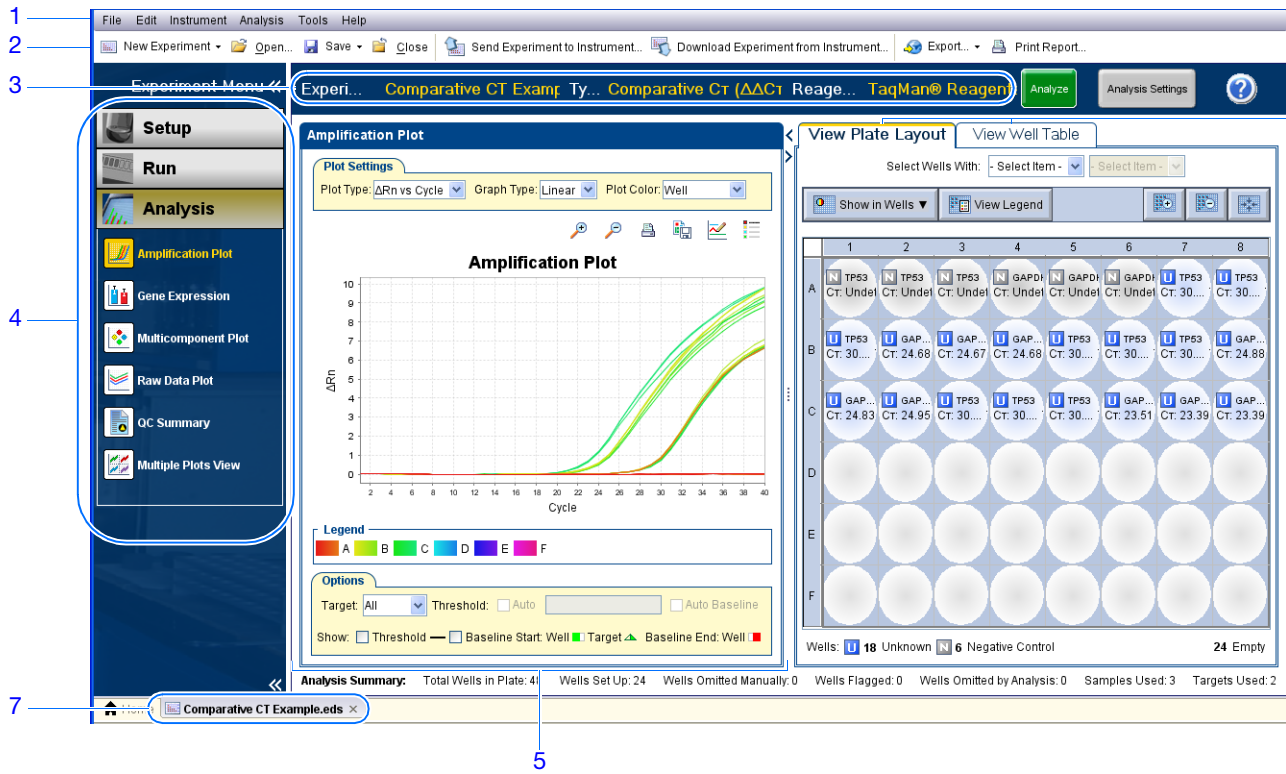 1
File Edit Instrument Analysis Tools Help
2
New Experiment Open... Save Close Send Experiment to Instrument... Download Experiment from Instrument... Export... Print Report...
3
Experiment Menu
Experi... Comparative CT Examp Ty... Comparative CT (ΔΔCT Reage... TaqMan® Reagent
Analyze
Analysis Settings
4
Setup
Run
Analysis
Amplification Plot
Gene Expression
Multicomponent Plot
Raw Data Plot
QC Summary
Multiple Plots View
Amplification Plot
Plot Settings
Plot Type: ΔRn vs Cycle Graph Type: Linear Plot Color: Well
Amplification Plot
10
9
8
7
6
5
4
3
2
1
0
ΔRn
2 4 6 8 10 12 14 16 18 20 22 24 26 28 30 32 34 36 38 40
Cycle
Legend
A B C D E F
Options
Target: All Threshold: Auto Auto Baseline
Show: Threshold Baseline Start: Well Target Baseline End: Well
View Plate Layout View Well Table
Select Wells With: - Select Item - - Select Item -
Show in Wells ▼ View Legend
1 2 3 4 5 6 7 8
A N TP53 N TP53 N TP53 N GAPDH N GAPDH N GAPDH U TP53 U TP53
CT: Undet CT: Undet CT: Undet CT: Undet CT: Undet CT: Undet CT: 30.... CT: 30....
B U TP53 U GAP... U GAP... U GAP... U TP53 U TP53 U TP53 U GAP...
CT: 30.... CT: 24.68 CT: 24.67 CT: 24.68 CT: 30.... CT: 30.... CT: 30.... CT: 24.88
C U GAP... U GAP... U TP53 U TP53 U TP53 U GAP... U GAP... U GAP...
CT: 24.83 CT: 24.95 CT: 30.... CT: 30.... CT: 30.... CT: 23.51 CT: 23.39 CT: 23.39
D
E
F
Wells: U 18 Unknown N 6 Negative Control 24 Empty
Analysis Summary: Total Wells in Plate: Wells Set Up: 24 Wells Omitted Manually: 0 Wells Flagged: 0 Wells Omitted by Analysis: 0 Samples Used: 3 Targets Used: 2
7
Home Comparative CT Example.eds ×
5